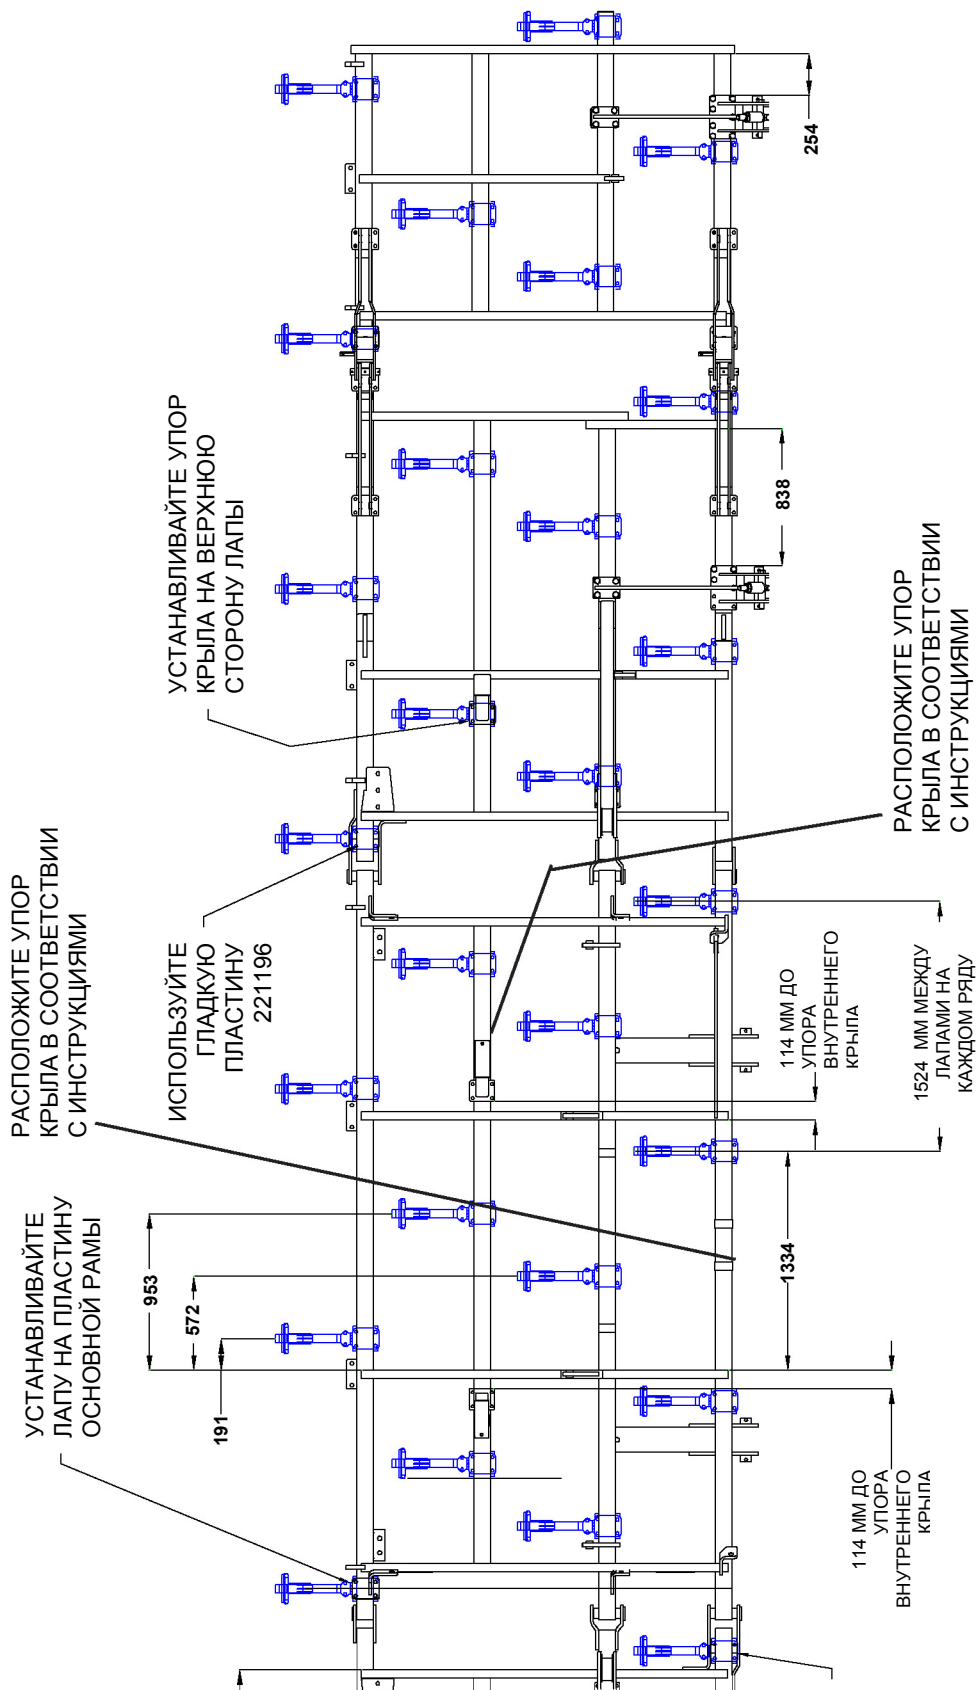 УСТАНАВЛИВАЙТЕ
ЛАПУ НА ПЛАСТИНУ
ОСНОВНОЙ РАМЫ
РАСПОЛОЖИТЕ УПОР
КРЫЛА В СООТВЕТСТВИИ
С ИНСТРУКЦИЯМИ
ИСПОЛЬЗУЙТЕ
ГЛАДКУЮ
ПЛАСТИНУ
221196
УСТАНАВЛИВАЙТЕ УПОР
КРЫЛА НА ВЕРХНЮЮ
СТОРОНУ ЛАПЫ
953
572
191
254
838
1334
114 ММ ДО
УПОРА
ВНУТРЕННЕГО
КРЫЛА
114 ММ ДО
УПОРА
ВНУТРЕННЕГО
КРЫЛА
1524 ММ МЕЖДУ
ЛАПАМИ НА
КАЖДОМ РЯДУ
РАСПОЛОЖИТЕ УПОР
КРЫЛА В СООТВЕТСТВИИ
С ИНСТРУКЦИЯМИ